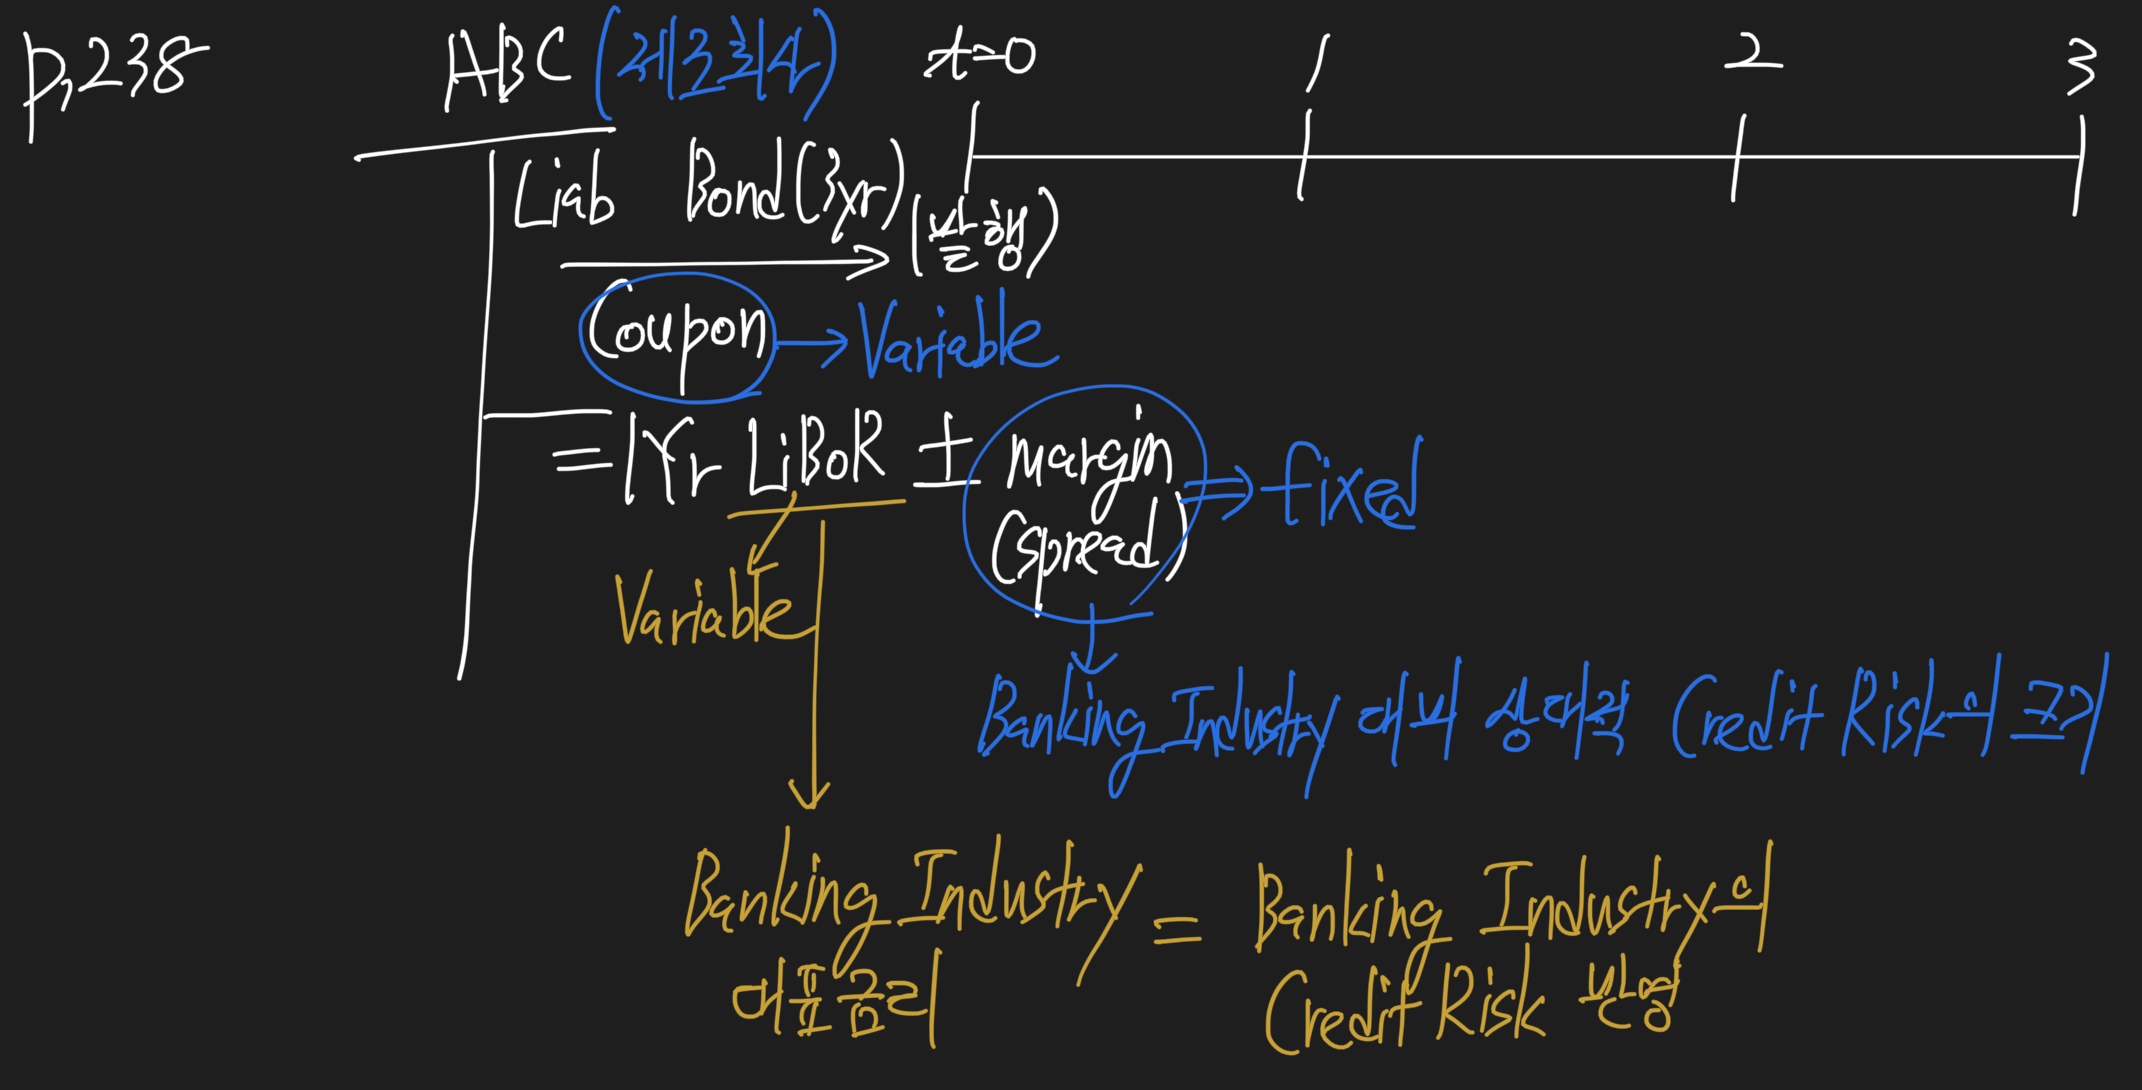 p.238 ABC (제조회사) t=0 1 2 3
Liab Bond(3yr) (발행)
Coupon → Variable
= 1Yr LiBoR ± margin ⇒ fixed
(spread)
Variable
Banking Industry 대비 상대적 Credit Risk의 크기
Banking Industry = Banking Industry의
대표금리 Credit Risk 반영